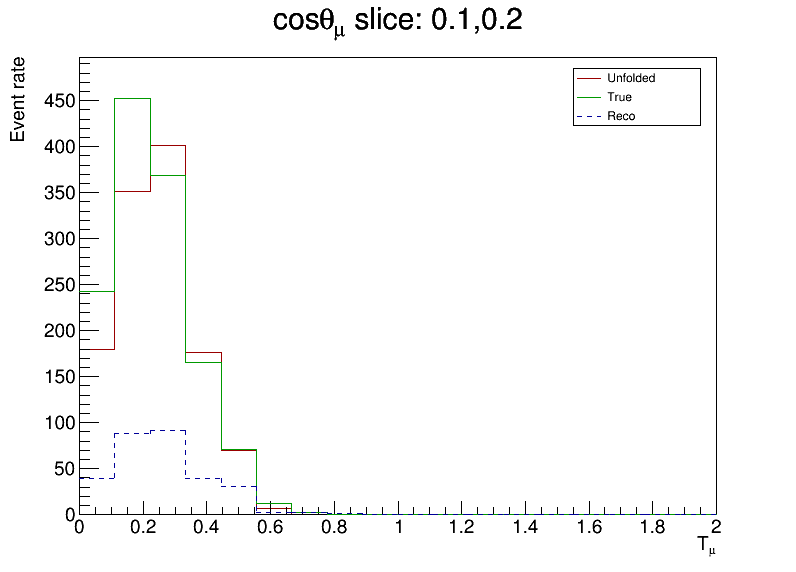 cosθμ slice: 0.1,0.2
Event rate
450
400
350
300
250
200
150
100
50
0
0 0.2 0.4 0.6 0.8 1 1.2 1.4 1.6 1.8 2
Tμ
Unfolded
True
Reco